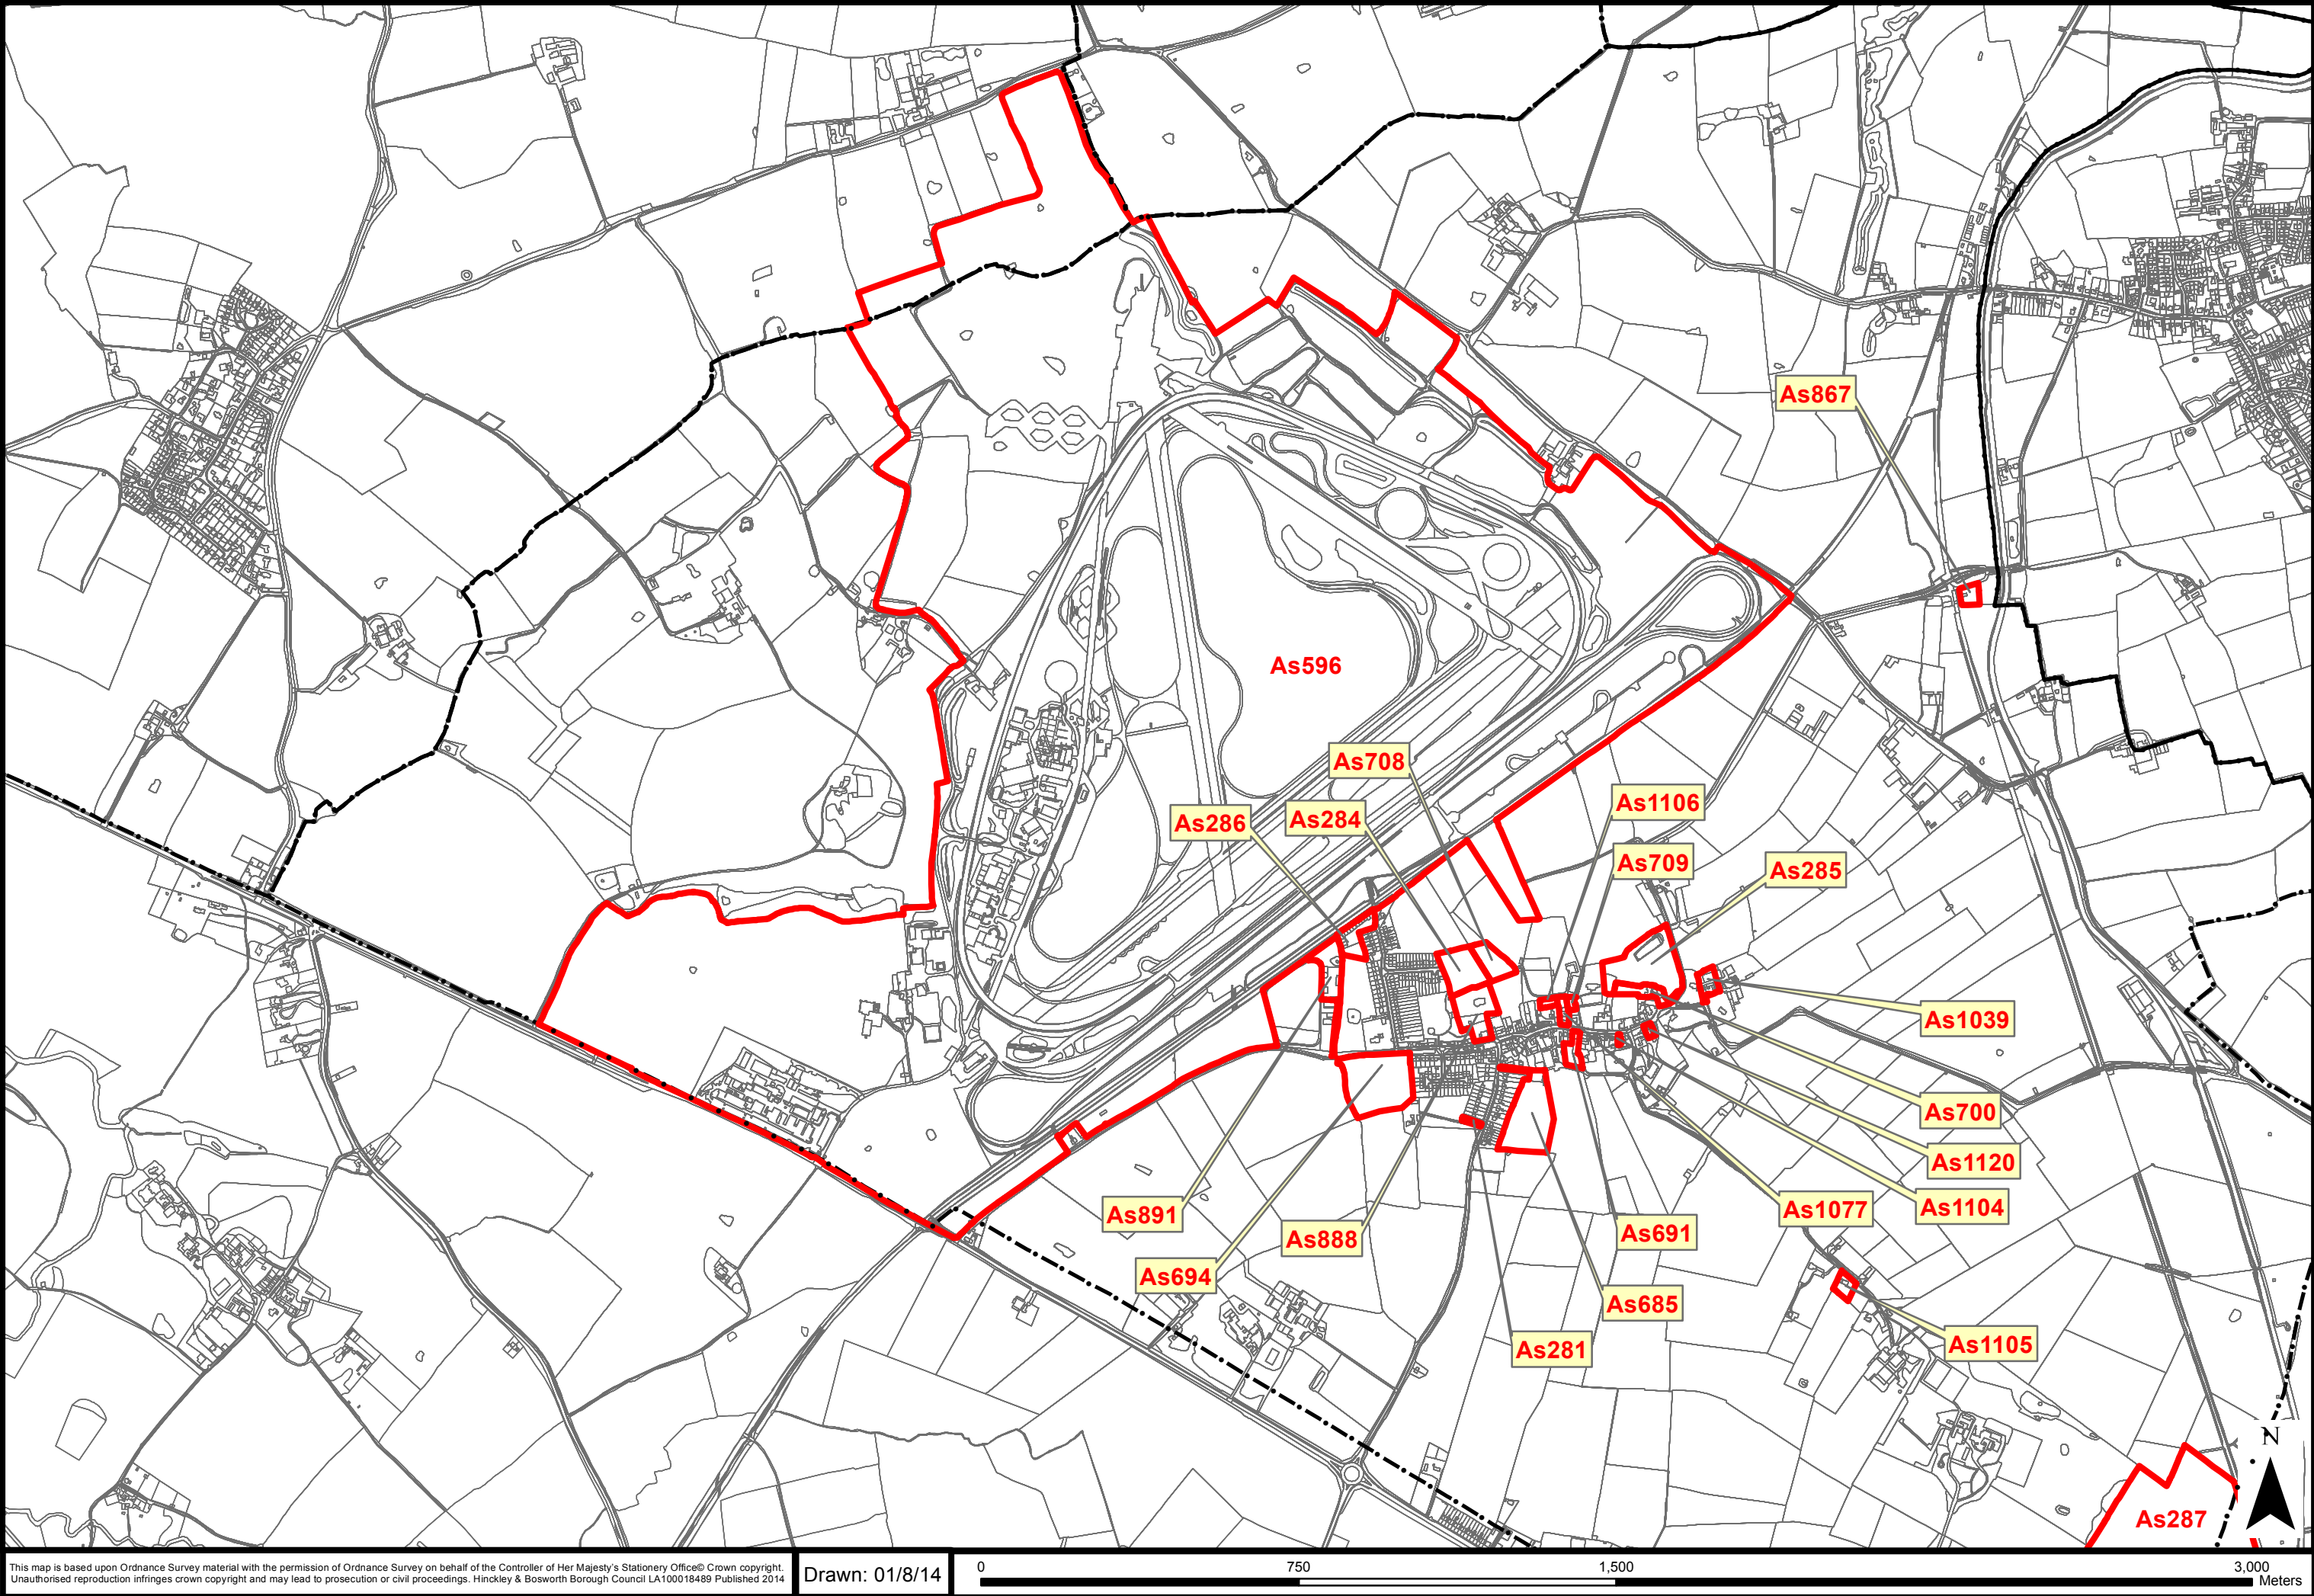 As867
As596
As708
As286
As284
As1106
As709
As285
As1039
As700
As1120
As1104
As1077
As891
As888
As691
As694
As685
As281
As1105
N
As287
This map is based upon Ordnance Survey material with the permission of Ordnance Survey on behalf of the Controller of Her Majesty's Stationery Office© Crown copyright.
Unauthorised reproduction infringes crown copyright and may lead to prosecution or civil proceedings. Hinckley & Bosworth Borough Council LA100018489 Published 2014
Drawn: 01/8/14
0 750 1,500 3,000
Meters